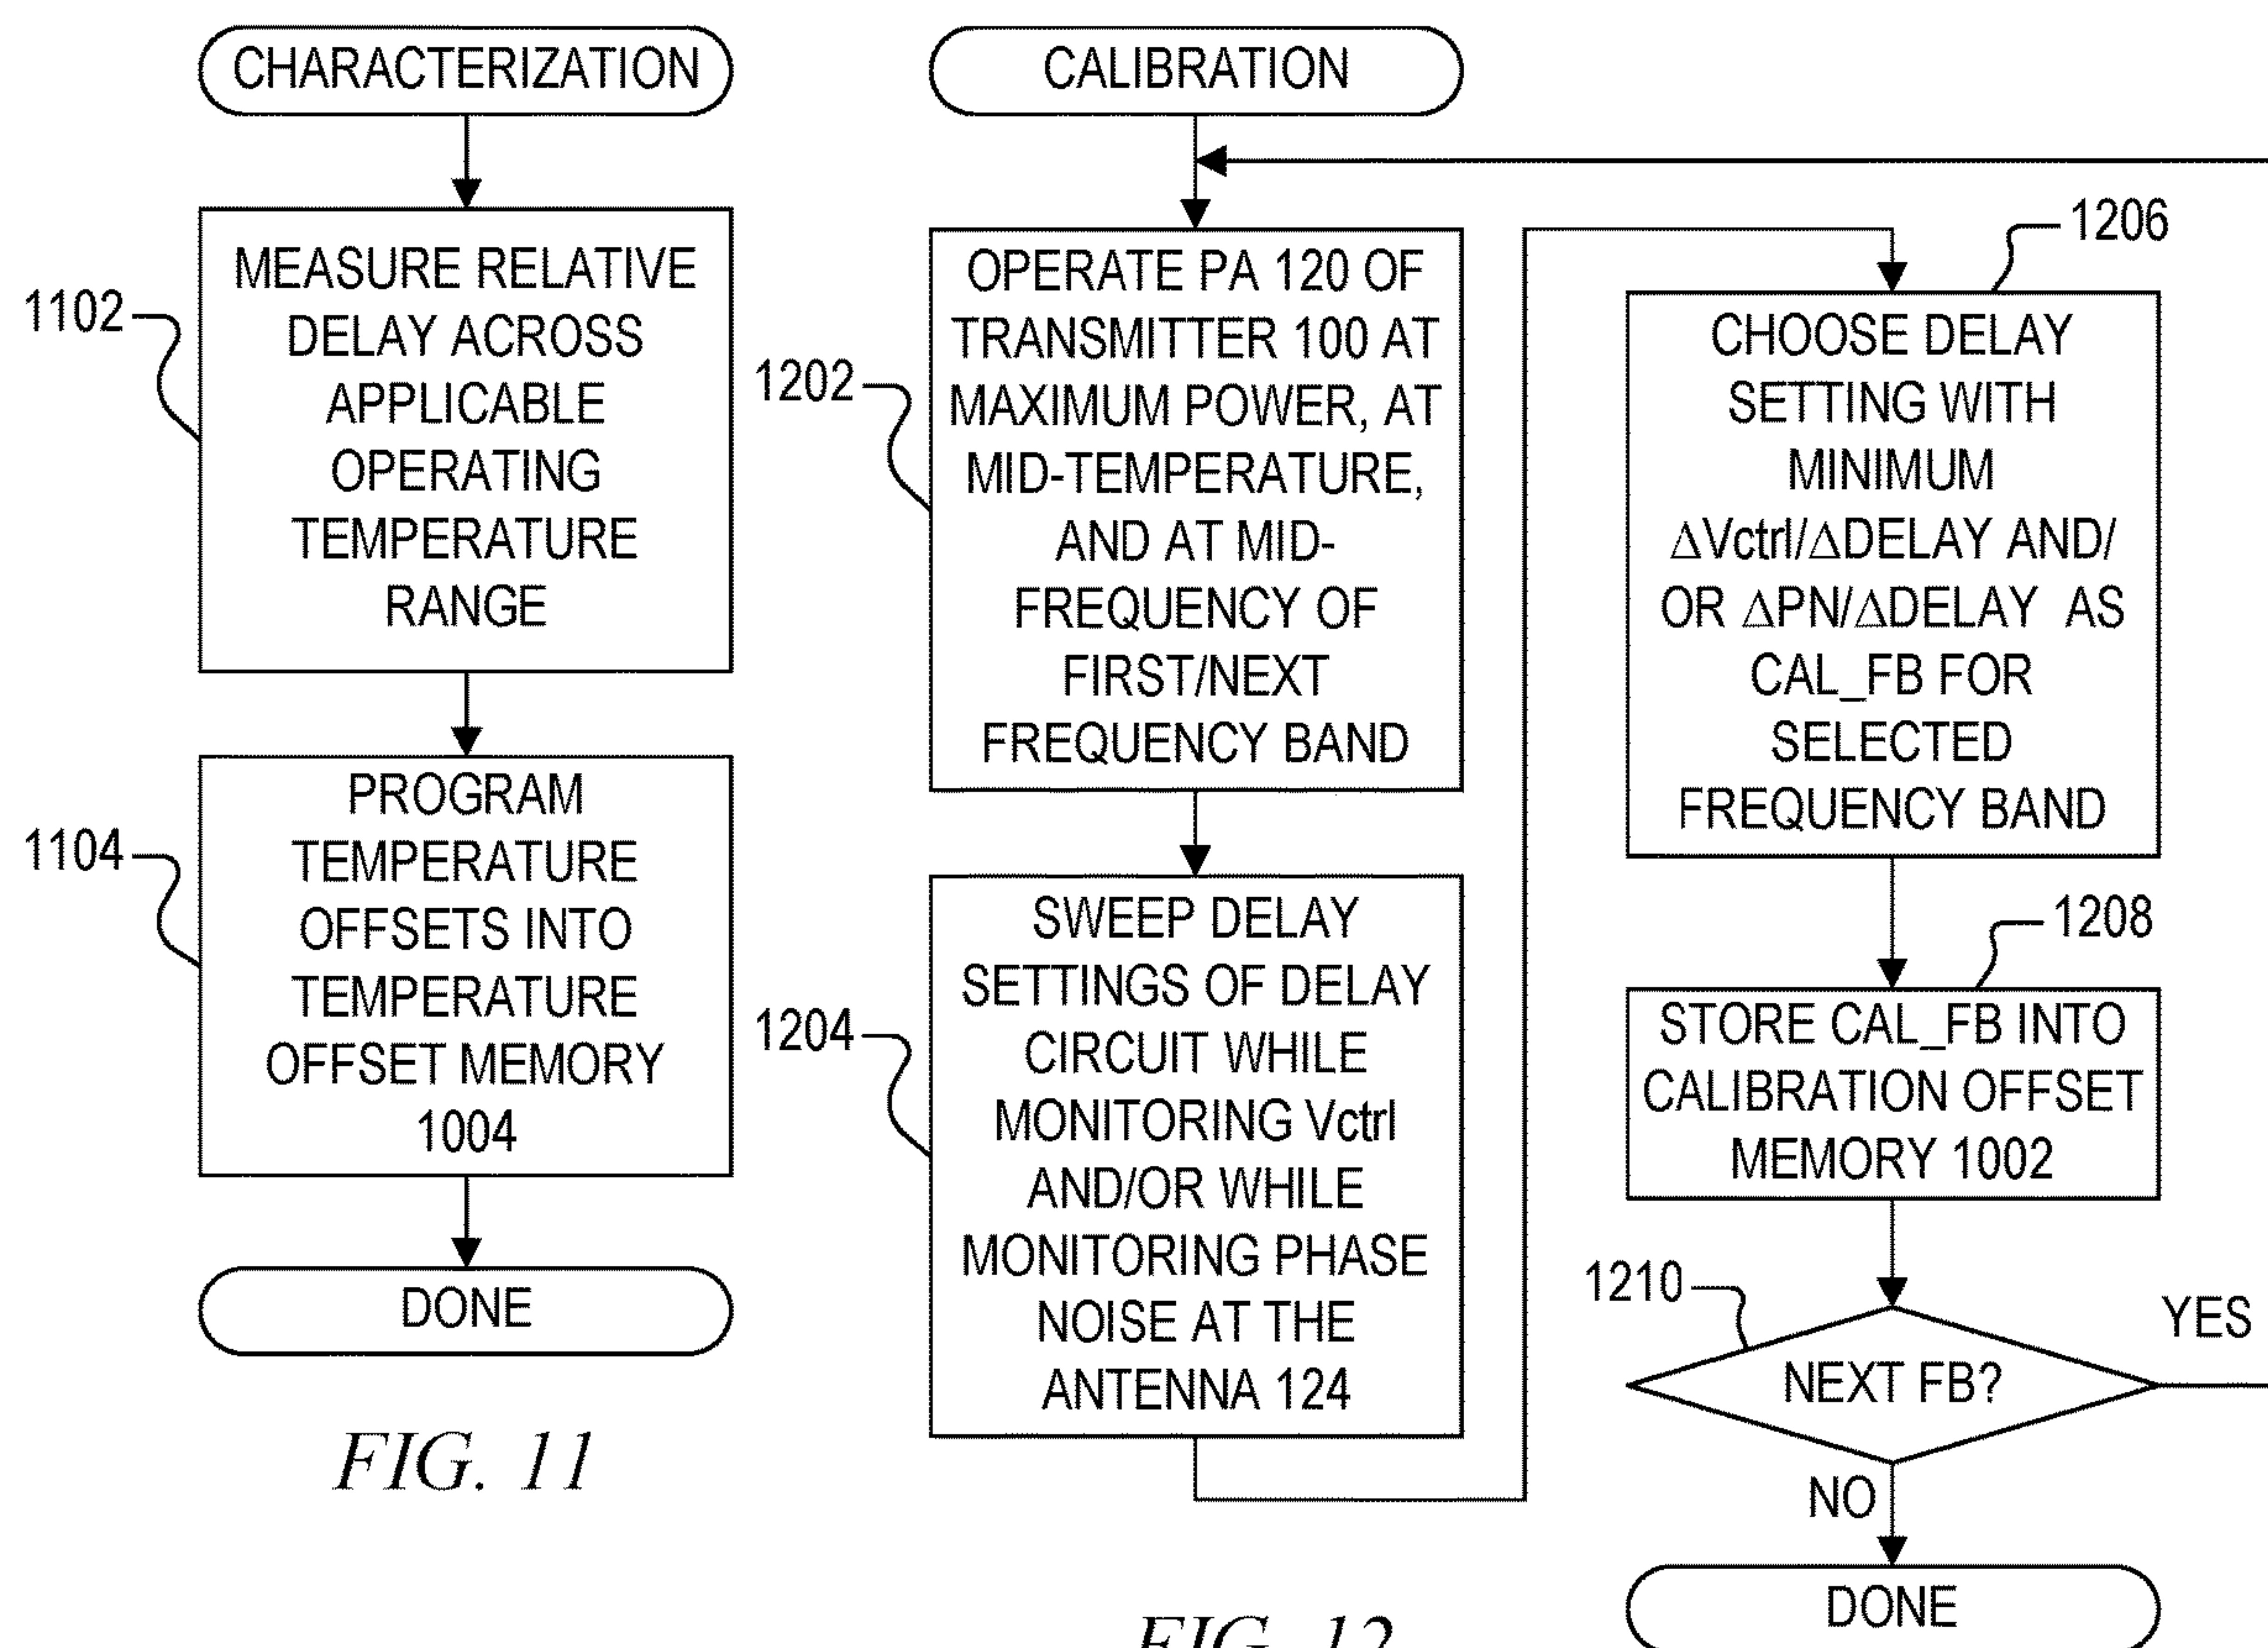 CHARACTERIZATION
1102
MEASURE RELATIVE
DELAY ACROSS
APPLICABLE
OPERATING
TEMPERATURE
RANGE
1104
PROGRAM
TEMPERATURE
OFFSETS INTO
TEMPERATURE
OFFSET MEMORY
1004
DONE
FIG. 11
CALIBRATION
1202
OPERATE PA 120 OF
TRANSMITTER 100 AT
MAXIMUM POWER, AT
MID-TEMPERATURE,
AND AT MID-
FREQUENCY OF
FIRST/NEXT
FREQUENCY BAND
1204
SWEEP DELAY
SETTINGS OF DELAY
CIRCUIT WHILE
MONITORING Vctrl
AND/OR WHILE
MONITORING PHASE
NOISE AT THE
ANTENNA 124
1206
CHOOSE DELAY
SETTING WITH
MINIMUM
ΔVctrl/ΔDELAY AND/
OR ΔPN/ΔDELAY AS
CAL_FB FOR
SELECTED
FREQUENCY BAND
1208
STORE CAL_FB INTO
CALIBRATION OFFSET
MEMORY 1002
1210
NEXT FB?
YES
NO
DONE
FIG. 12